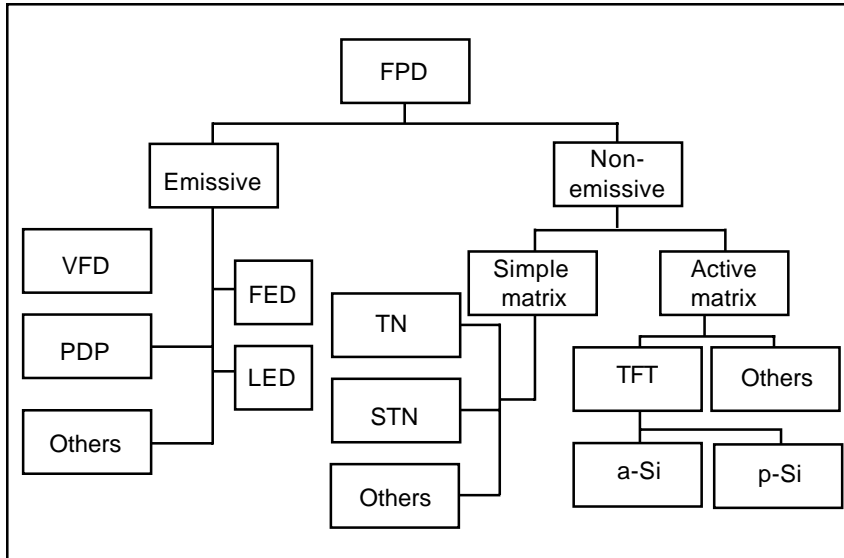 FPD
Emissive
Non-
emissive
VFD
FED
PDP
LED
Others
Simple
matrix
Active
matrix
TN
STN
Others
TFT
Others
a-Si
p-Si